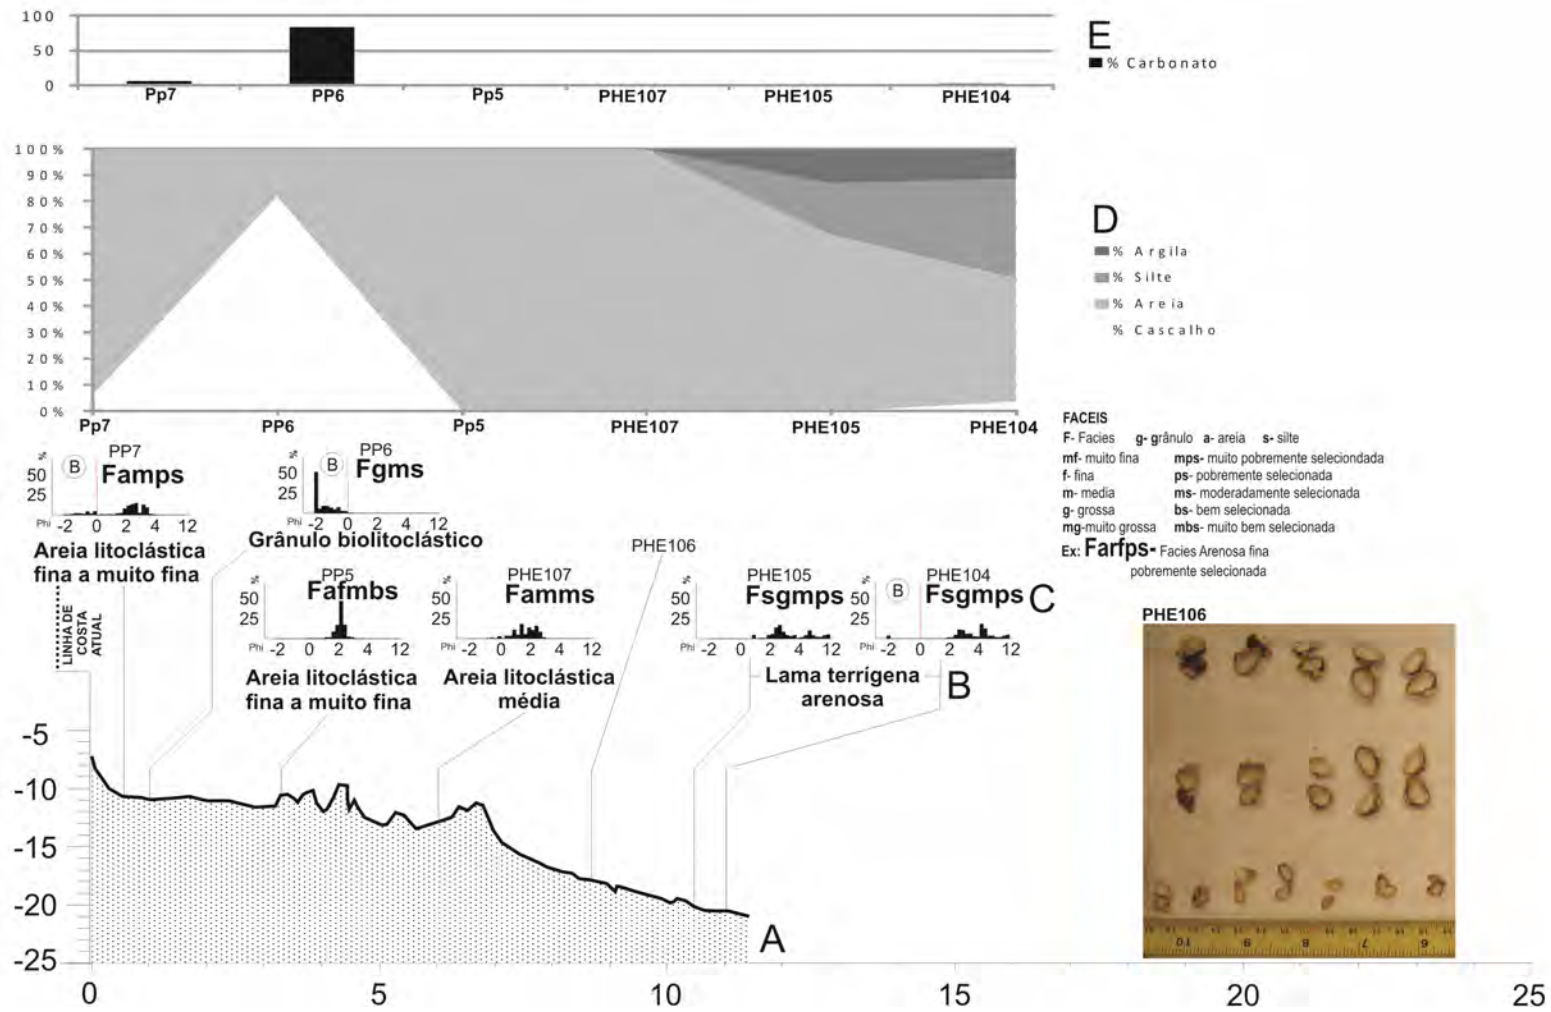 100
50
0
Pp7 PP6 Pp5 PHE107 PHE105 PHE104
E
% Carbonato
100%
90%
80%
70%
60%
50%
40%
30%
20%
10%
0%
Pp7 PP6 Pp5 PHE107 PHE105 PHE104
D
% Argila
% Silte
% Areia
% Cascalho
FACEIS
F- Facies g- grânulo a- areia s- silte
mf- muito fina mps- muito pobremente seleciondada
f- fina ps- pobremente selecionada
m- media ms- moderadamente selecionada
g- grossa bs- bem selecionada
mg-muito grossa mbs- muito bem selecionada
Ex: Farfps- Facies Arenosa fina
pobremente selecionada
PP7
% B Famps
50
25
Phi -2 0 2 4 12
Areia litoclástica
fina a muito fina
PP6
% B Fgms
50
25
Phi -2 0 2 4 12
Grânulo biolitoclástico
PHE106
PP5
% Fafmbs
50
25
Phi -2 0 2 4 12
Areia litoclástica
fina a muito fina
PHE107
% Famms
50
25
Phi -2 0 2 4 12
Areia litoclástica
média
PHE105
% Fsgmps
50
25
Phi -2 0 2 4 12
PHE104
% B Fsgmps C
50
25
Phi -2 0 2 4 12
Lama terrígena
arenosa
B
LINHA DE
COSTA
ATUAL
-5
-10
-15
-20
-25
A
0 5 10 15 20 25
PHE106
10 9 8 7 6